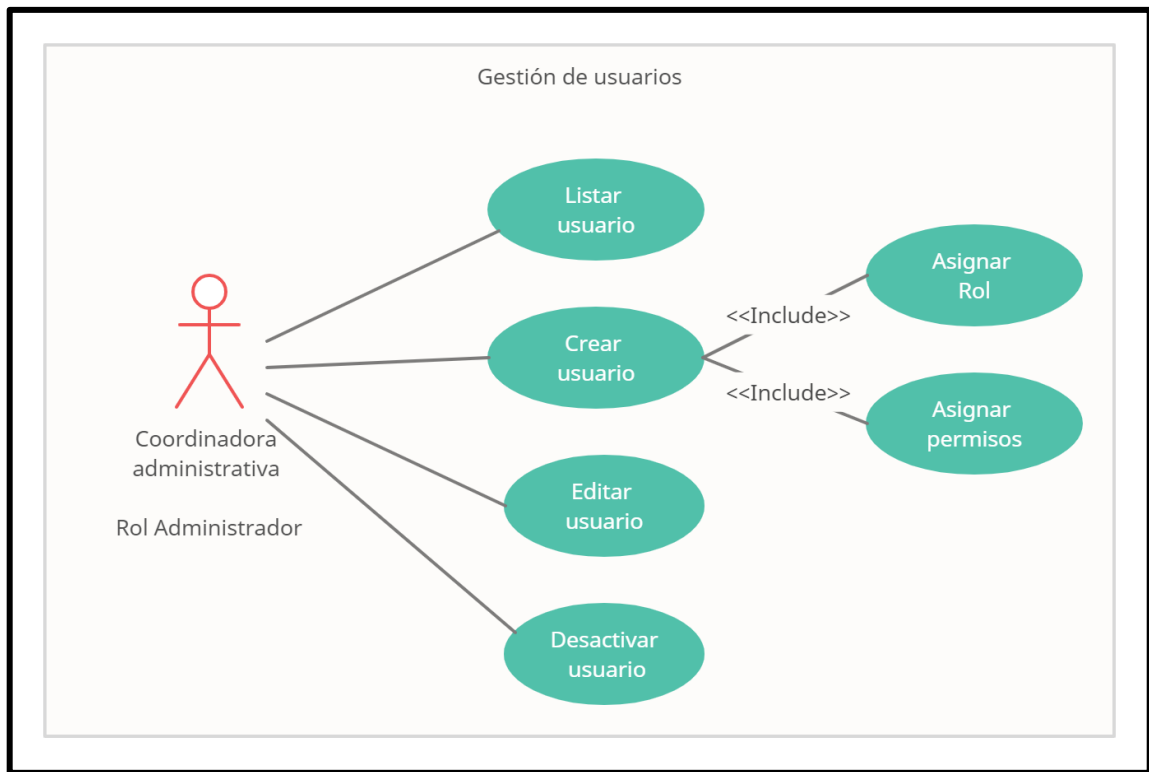 Gestión de usuarios
Listar
usuario
Asignar
Rol
<<Include>>
Crear
usuario
<<Include>>
Asignar
permisos
Coordinadora
administrativa
Rol Administrador
Editar
usuario
Desactivar
usuario